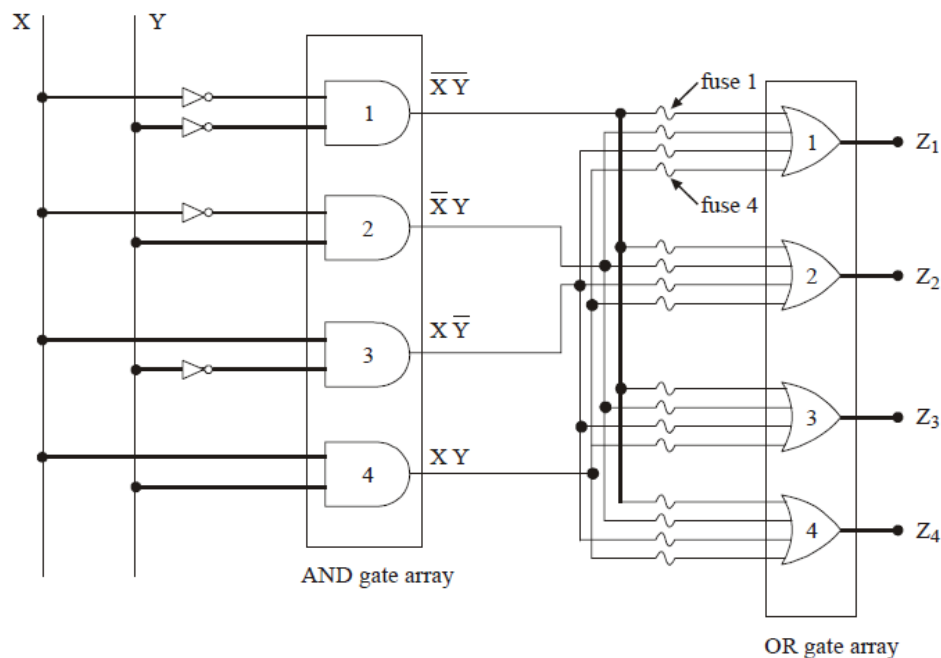 X Y
X̅ Y̅
fuse 1
1
1
Z₁
X̅ Y
fuse 4
2
2
Z₂
X Y̅
3
3
Z₃
X Y
4
4
Z₄
AND gate array
OR gate array